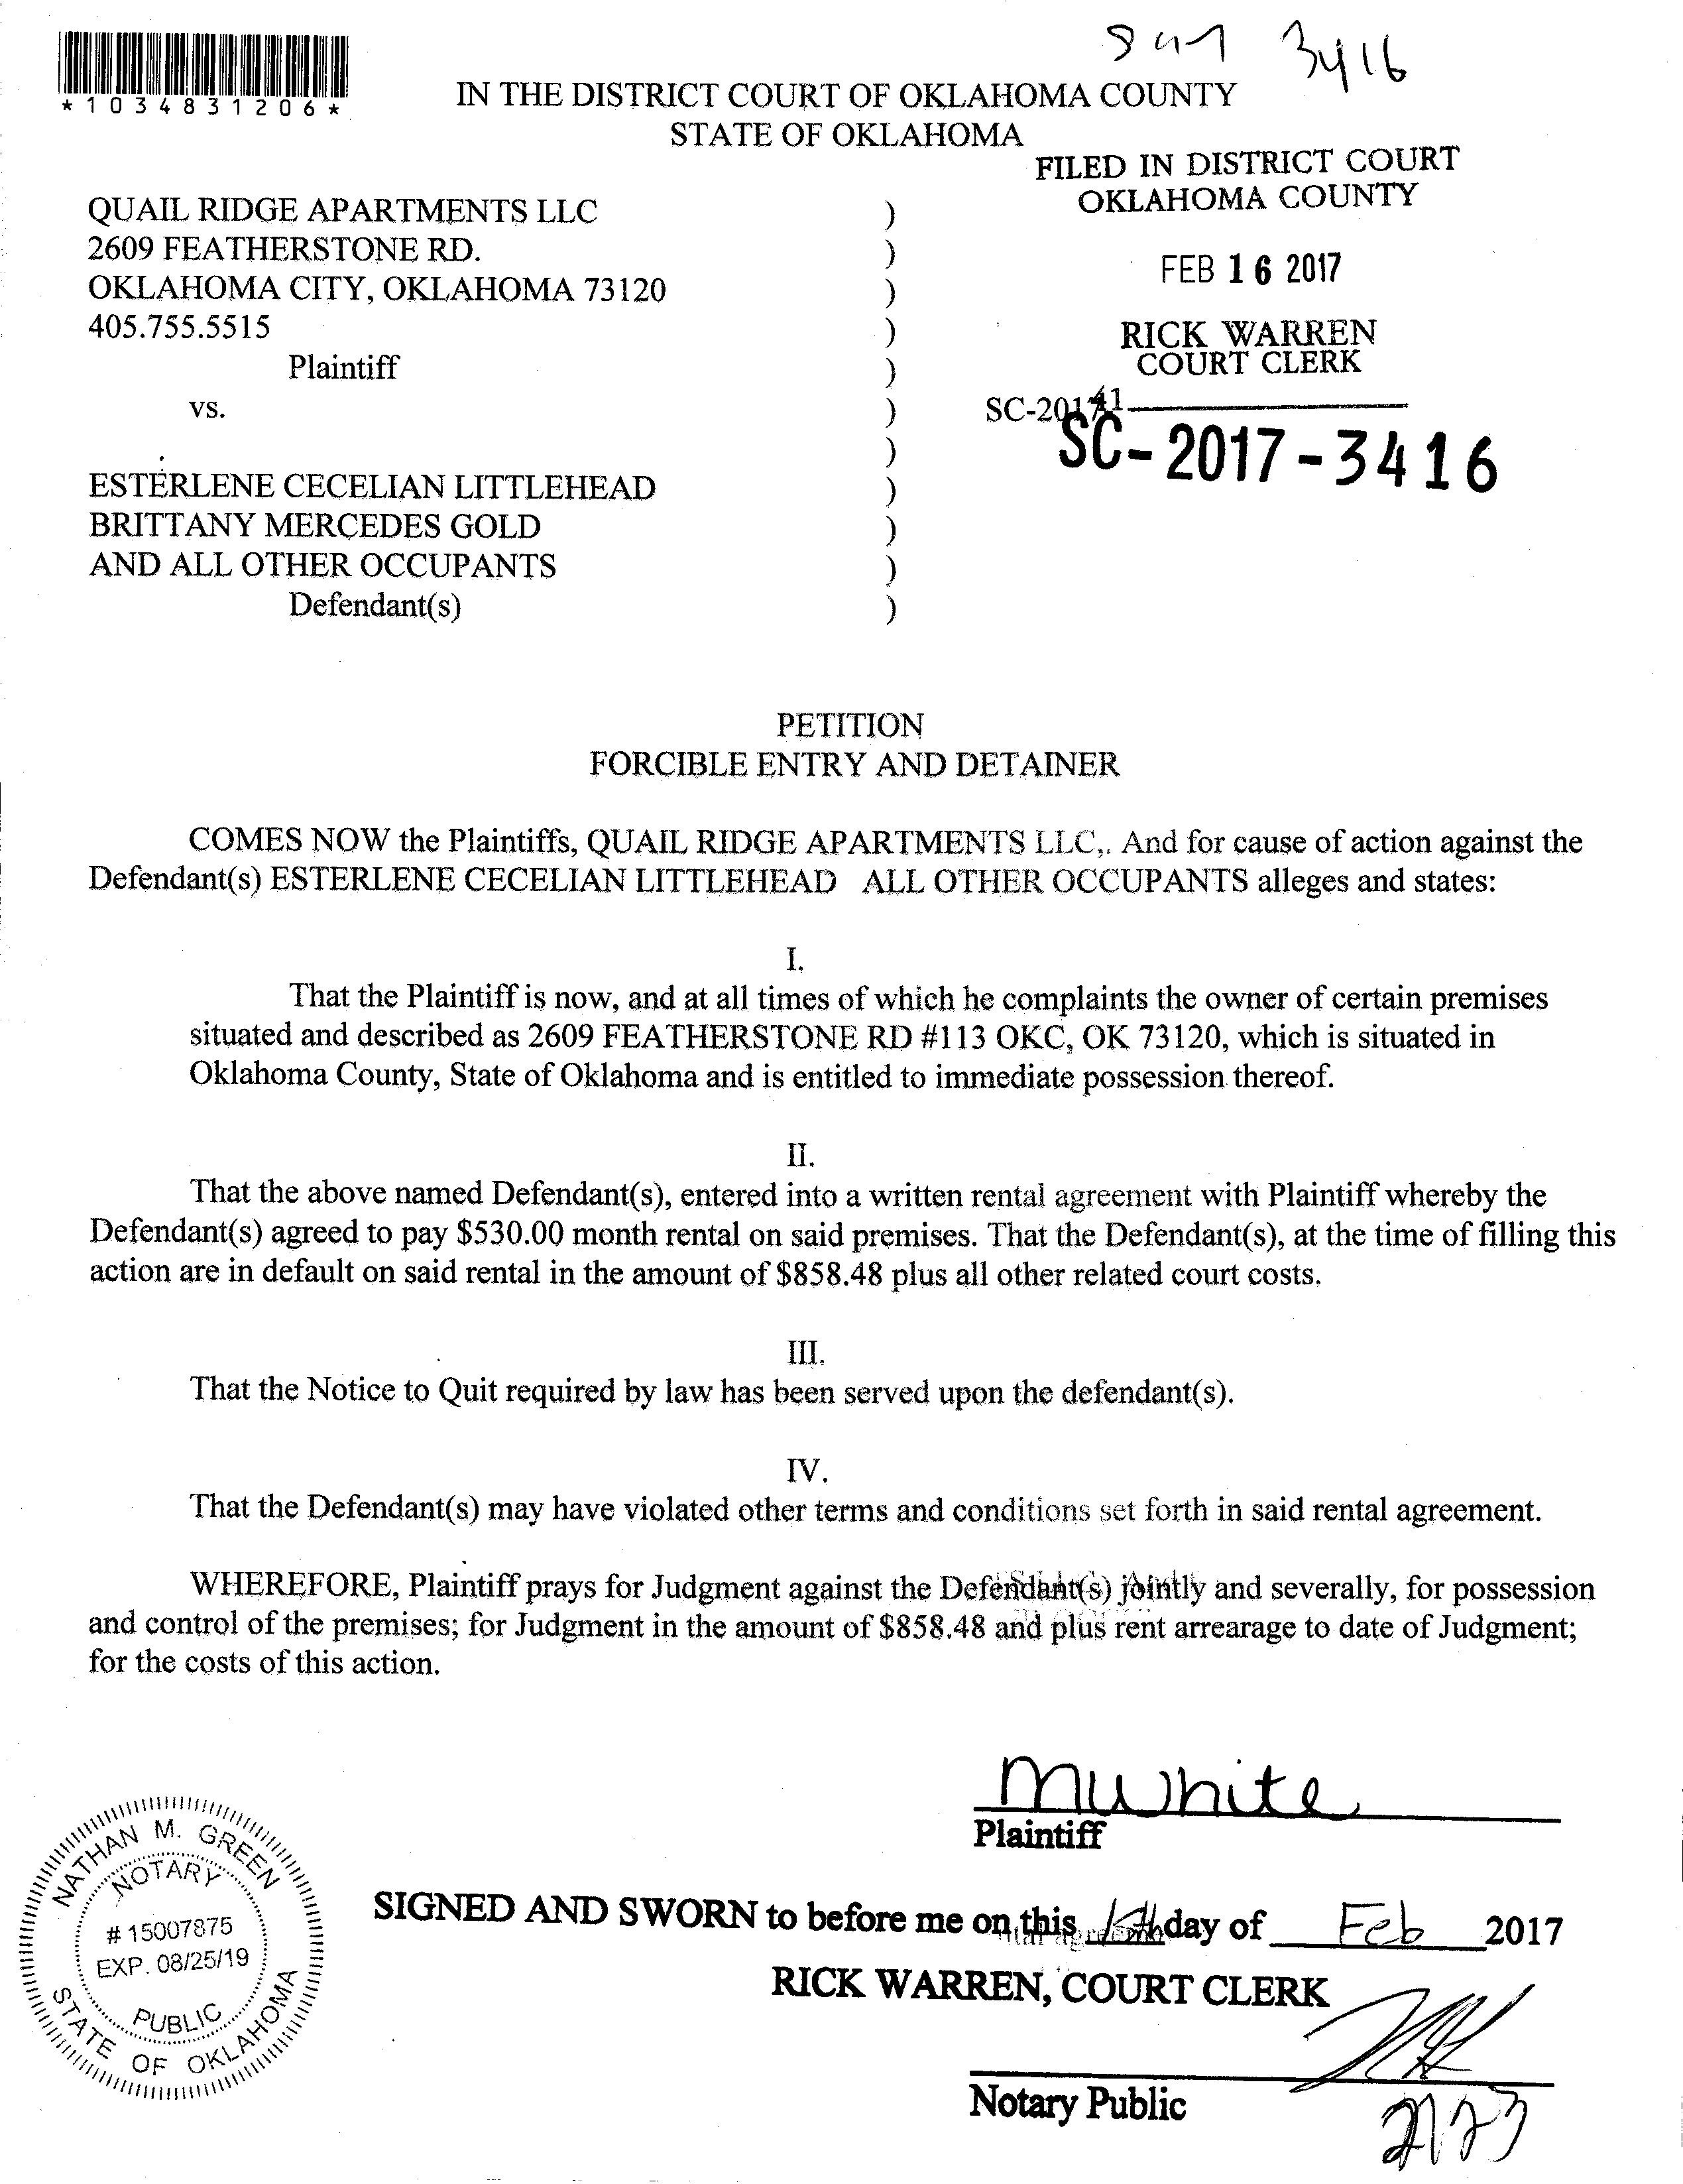 *1034831206*
3416
IN THE DISTRICT COURT OF OKLAHOMA COUNTY
STATE OF OKLAHOMA
FILED IN DISTRICT COURT
OKLAHOMA COUNTY
FEB 16 2017
RICK WARREN
COURT CLERK
QUAIL RIDGE APARTMENTS LLC )
2609 FEATHERSTONE RD. )
OKLAHOMA CITY, OKLAHOMA 73120 )
405.755.5515 )
Plaintiff )
vs. ) SC-2017
)
SC-2017-3416
ESTERLENE CECELIAN LITTLEHEAD )
BRITTANY MERCEDES GOLD )
AND ALL OTHER OCCUPANTS )
Defendant(s) )
PETITION
FORCIBLE ENTRY AND DETAINER
COMES NOW the Plaintiffs, QUAIL RIDGE APARTMENTS LLC,. And for cause of action against the
Defendant(s) ESTERLENE CECELIAN LITTLEHEAD ALL OTHER OCCUPANTS alleges and states:
I.
That the Plaintiff is now, and at all times of which he complaints the owner of certain premises
situated and described as 2609 FEATHERSTONE RD #113 OKC, OK 73120, which is situated in
Oklahoma County, State of Oklahoma and is entitled to immediate possession thereof.
II.
That the above named Defendant(s), entered into a written rental agreement with Plaintiff whereby the
Defendant(s) agreed to pay $530.00 month rental on said premises. That the Defendant(s), at the time of filling this
action are in default on said rental in the amount of $858.48 plus all other related court costs.
III.
That the Notice to Quit required by law has been served upon the defendant(s).
IV.
That the Defendant(s) may have violated other terms and conditions set forth in said rental agreement.
WHEREFORE, Plaintiff prays for Judgment against the Defendant(s) jointly and severally, for possession
and control of the premises; for Judgment in the amount of $858.48 and plus rent arrearage to date of Judgment;
for the costs of this action.
MWhite
Plaintiff
NATHAN M. GREEN
NOTARY
# 15007875
EXP. 08/25/19
PUBLIC
STATE OF OKLAHOMA
SIGNED AND SWORN to before me on this day of Feb 2017
RICK WARREN, COURT CLERK
Notary Public